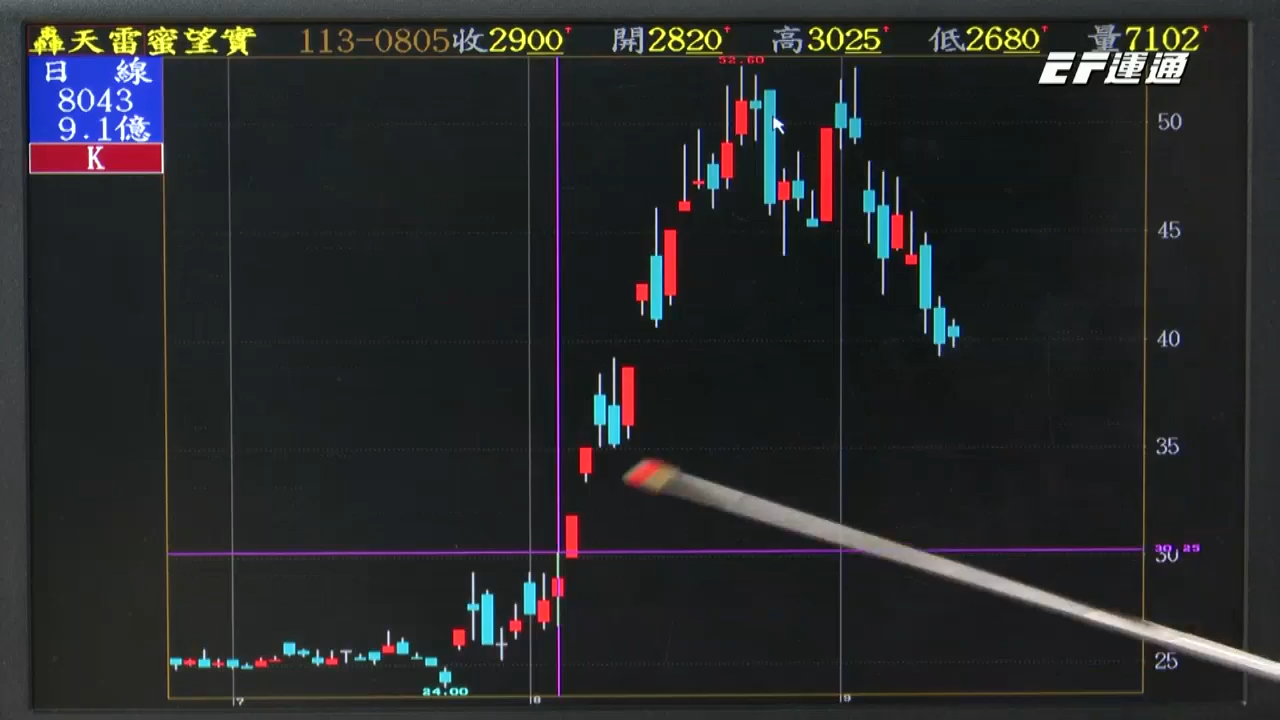 轟天雷蜜望實 113-0805收2900↑ 開2820↑ 高3025↑ 低2680↑ 量7102↑
52.60
EF運通
日 線
8043
9.1億
K
50
45
40
35
30.25
30
25
24.00
7 8 9